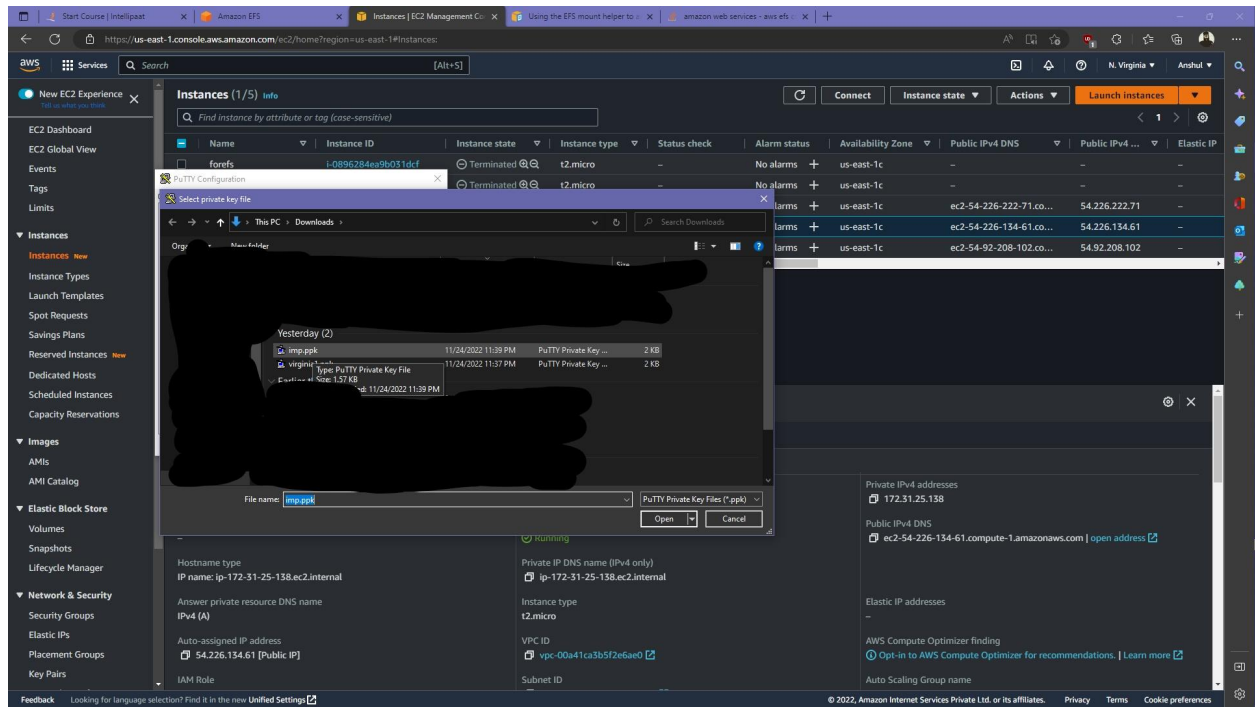 Start Course | Intellipaat
Amazon EFS
Instances | EC2 Management Co
Using the EFS mount helper to
amazon web services - aws efs
https://us-east-1.console.aws.amazon.com/ec2/home?region=us-east-1#Instances:
aws
Services
Search
[Alt+S]
N. Virginia
Anshul
New EC2 Experience
Tell us what you think
EC2 Dashboard
EC2 Global View
Events
Tags
Limits
Instances
Instances New
Instance Types
Launch Templates
Spot Requests
Savings Plans
Reserved Instances New
Dedicated Hosts
Scheduled Instances
Capacity Reservations
Images
AMIs
AMI Catalog
Elastic Block Store
Volumes
Snapshots
Lifecycle Manager
Network & Security
Security Groups
Elastic IPs
Placement Groups
Key Pairs
Instances (1/5) Info
Connect
Instance state
Actions
Launch instances
Find instance by attribute or tag (case-sensitive)
1
Name Instance ID Instance state Instance type Status check Alarm status Availability Zone Public IPv4 DNS Public IPv4 ... Elastic IP
forefs i-0896284ea9b031dcf Terminated t2.micro – No alarms + us-east-1c – – –
Terminated t2.micro – No alarms + us-east-1c – – –
larms + us-east-1c ec2-54-226-222-71.co... 54.226.222.71 –
larms + us-east-1c ec2-54-226-134-61.co... 54.226.134.61 –
larms + us-east-1c ec2-54-92-208-102.co... 54.92.208.102 –
PuTTY Configuration
Select private key file
This PC > Downloads >
Search Downloads
New folder
Size
Yesterday (2)
imp.ppk 11/24/2022 11:39 PM PuTTY Private Key ... 2 KB
11/24/2022 11:37 PM PuTTY Private Key ... 2 KB
Type: PuTTY Private Key File
Size: 1.57 KB
11/24/2022 11:39 PM
File name: imp.ppk
PuTTY Private Key Files (*.ppk)
Open
Cancel
Private IPv4 addresses
172.31.25.138
–
Running
Public IPv4 DNS
ec2-54-226-134-61.compute-1.amazonaws.com | open address
Hostname type
IP name: ip-172-31-25-138.ec2.internal
Private IP DNS name (IPv4 only)
ip-172-31-25-138.ec2.internal
Answer private resource DNS name
IPv4 (A)
Instance type
t2.micro
Elastic IP addresses
–
Auto-assigned IP address
54.226.134.61 [Public IP]
VPC ID
vpc-00a41ca3b5f2e6ae0
AWS Compute Optimizer finding
Opt-in to AWS Compute Optimizer for recommendations. | Learn more
IAM Role
Subnet ID
Auto Scaling Group name
Feedback
Looking for language selection? Find it in the new Unified Settings
© 2022, Amazon Internet Services Private Ltd. or its affiliates.
Privacy
Terms
Cookie preferences